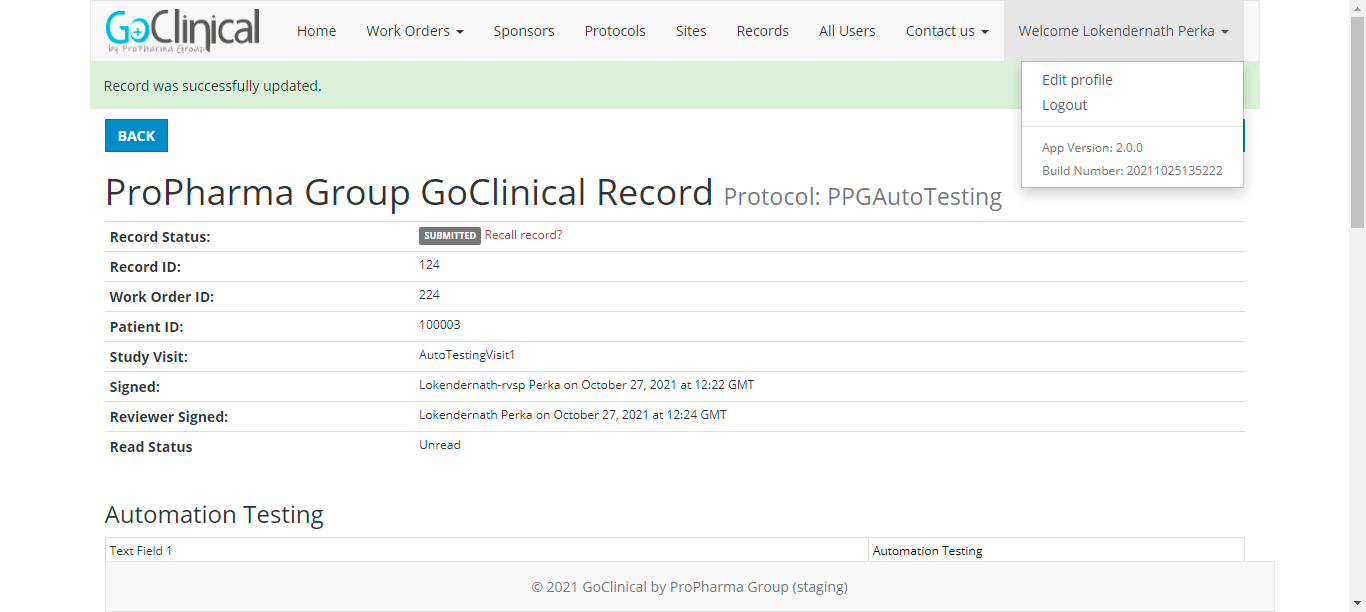 GoClinical
by ProPharma Group
Home Work Orders Sponsors Protocols Sites Records All Users Contact us Welcome Lokendernath Perka
Record was successfully updated.
Edit profile
Logout
App Version: 2.0.0
Build Number: 20211025135222
BACK
ProPharma Group GoClinical Record Protocol: PPGAutoTesting
Record Status: SUBMITTED Recall record?
Record ID: 124
Work Order ID: 224
Patient ID: 100003
Study Visit: AutoTestingVisit1
Signed: Lokendernath-rvsp Perka on October 27, 2021 at 12:22 GMT
Reviewer Signed: Lokendernath Perka on October 27, 2021 at 12:24 GMT
Read Status Unread
Automation Testing
Text Field 1 Automation Testing
© 2021 GoClinical by ProPharma Group (staging)